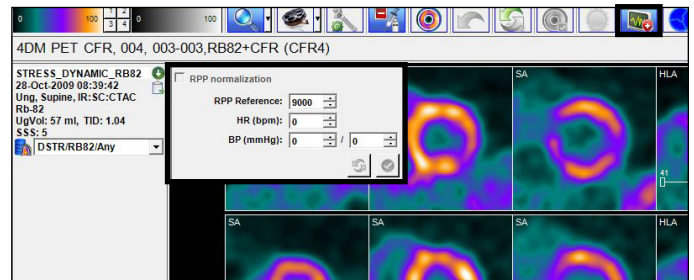 0 100 1 2 3 4 0 100
4DM PET CFR, 004, 003-003,RB82+CFR (CFR4)
STRESS_DYNAMIC_RB82
28-Oct-2009 08:39:42
Ung, Supine, IR:SC:CTAC
Rb-82
UgVol: 57 ml, TID: 1.04
SSS: 5
DSTR/RB82/Any
RPP normalization
RPP Reference: 9000
HR (bpm): 0
BP (mmHg): 0 / 0
SA HLA
41
0
SA SA SA HLA